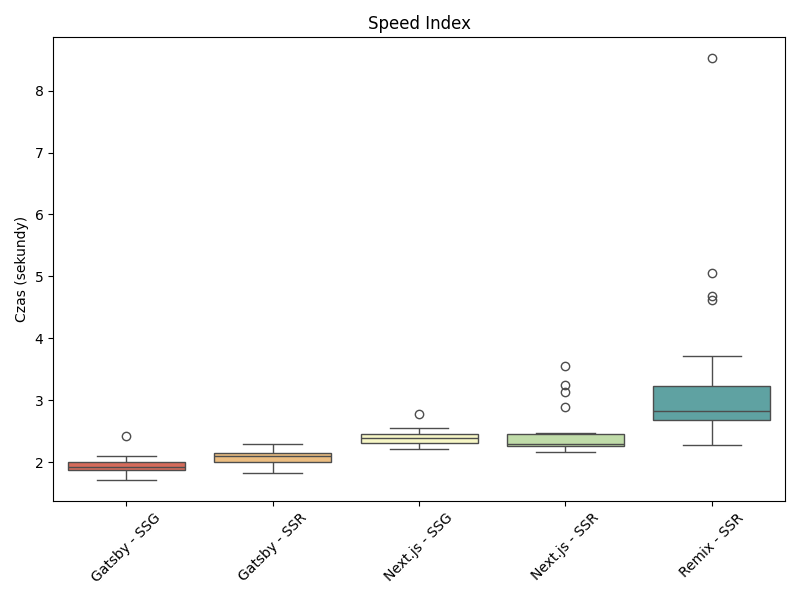 Speed Index
Czas (sekundy)
8
7
6
5
4
3
2
Gatsby - SSG
Gatsby - SSR
Next.js - SSG
Next.js - SSR
Remix - SSR